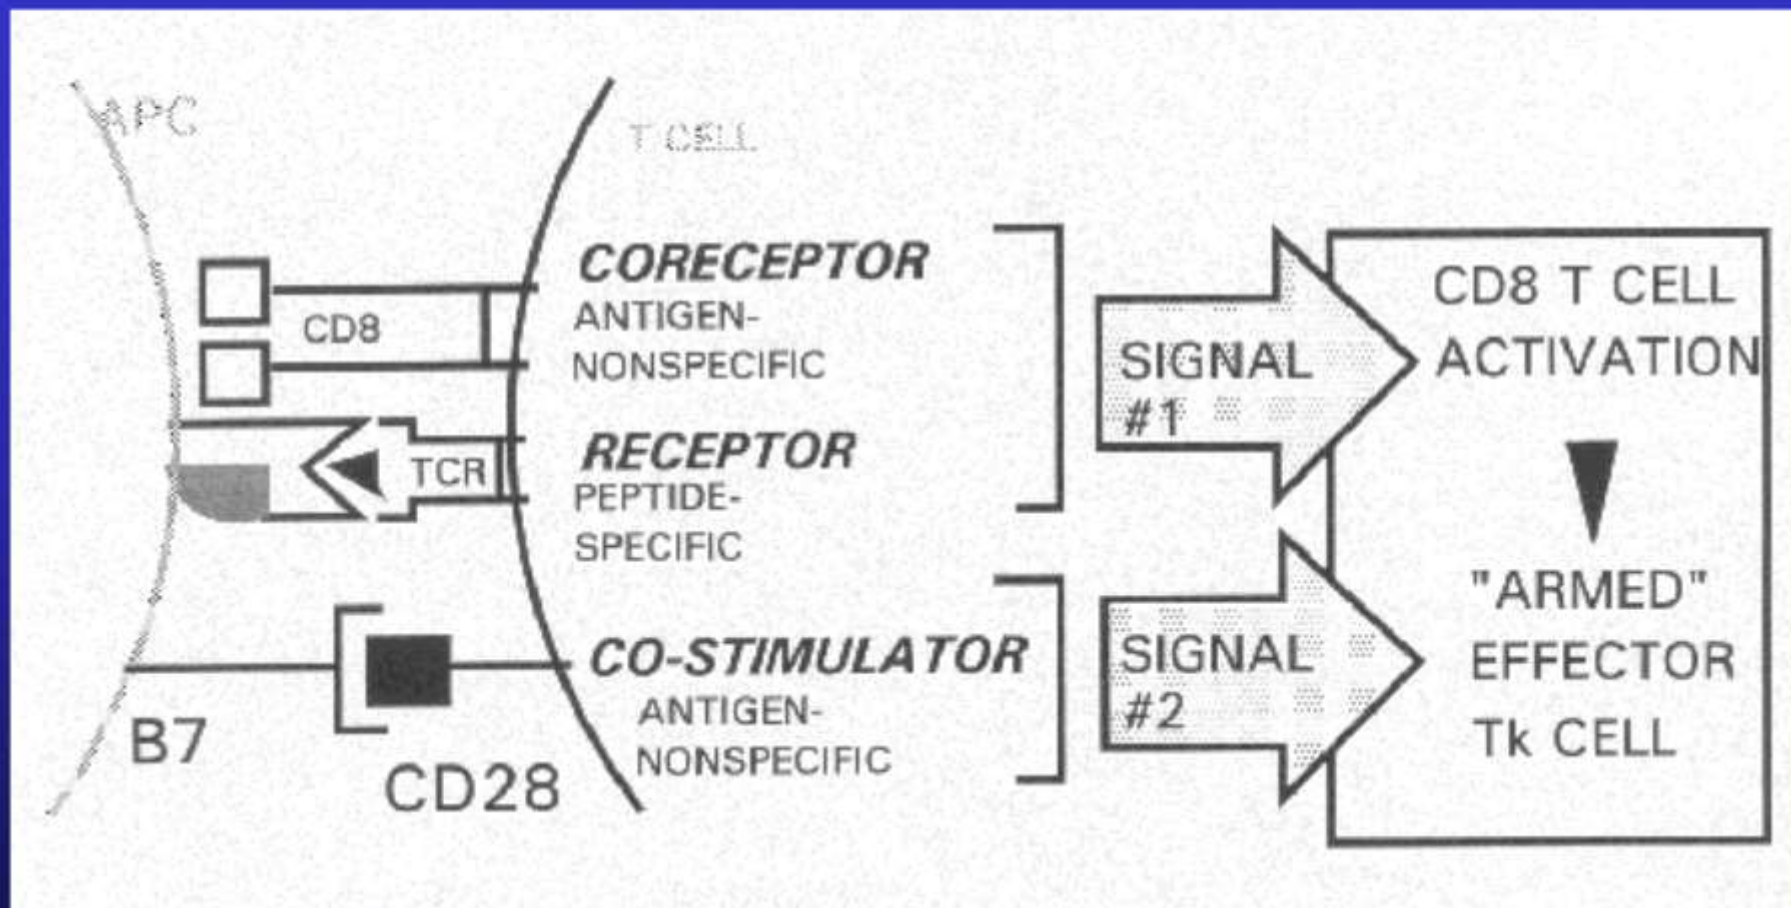 APC
T CELL
CORECEPTOR
ANTIGEN-
NONSPECIFIC
CD8
RECEPTOR
PEPTIDE-
SPECIFIC
TCR
CO-STIMULATOR
ANTIGEN-
NONSPECIFIC
B7
CD28
SIGNAL
#1
SIGNAL
#2
CD8 T CELL
ACTIVATION
"ARMED"
EFFECTOR
Tk CELL